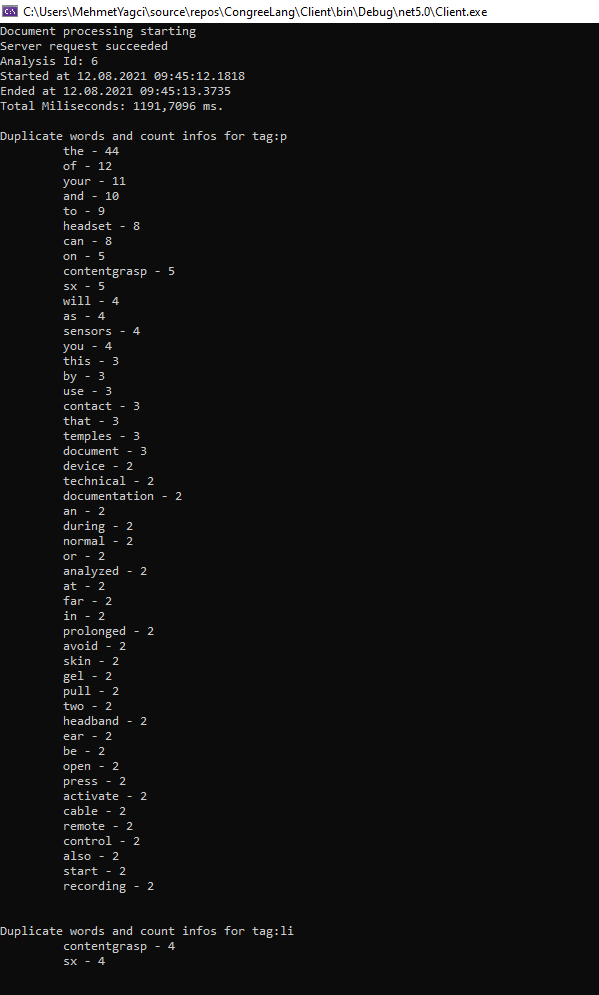 C:\Users\MehmetYagci\source\repos\CongreeLang\Client\bin\Debug\net5.0\Client.exe
Document processing starting
Server request succeeded
Analysis Id: 6
Started at 12.08.2021 09:45:12.1818
Ended at 12.08.2021 09:45:13.3735
Total Miliseconds: 1191,7096 ms.
Duplicate words and count infos for tag:p
the - 44
of - 12
your - 11
and - 10
to - 9
headset - 8
can - 8
on - 5
contentgrasp - 5
sx - 5
will - 4
as - 4
sensors - 4
you - 4
this - 3
by - 3
use - 3
contact - 3
that - 3
temples - 3
document - 3
device - 2
technical - 2
documentation - 2
an - 2
during - 2
normal - 2
or - 2
analyzed - 2
at - 2
far - 2
in - 2
prolonged - 2
avoid - 2
skin - 2
gel - 2
pull - 2
two - 2
headband - 2
ear - 2
be - 2
open - 2
press - 2
activate - 2
cable - 2
remote - 2
control - 2
also - 2
start - 2
recording - 2
Duplicate words and count infos for tag:li
contentgrasp - 4
sx - 4